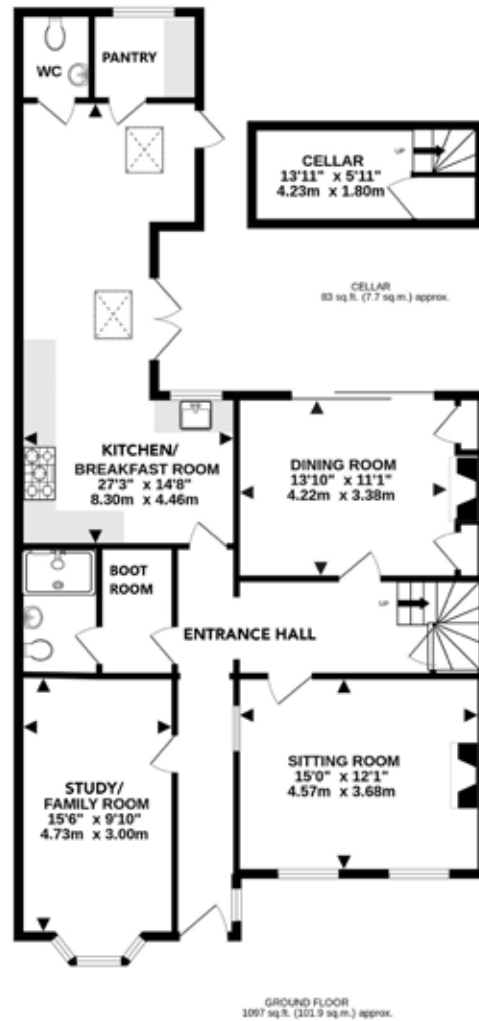 WC
PANTRY
CELLAR
13'11" x 5'11"
4.23m x 1.80m
UP
CELLAR
83 sq.ft. (7.7 sq.m.) approx.
KITCHEN/
BREAKFAST ROOM
27'3" x 14'8"
8.30m x 4.46m
DINING ROOM
13'10" x 11'1"
4.22m x 3.38m
BOOT
ROOM
UP
ENTRANCE HALL
SITTING ROOM
15'0" x 12'1"
4.57m x 3.68m
STUDY/
FAMILY ROOM
15'6" x 9'10"
4.73m x 3.00m
GROUND FLOOR
1097 sq.ft. (101.9 sq.m.) approx.